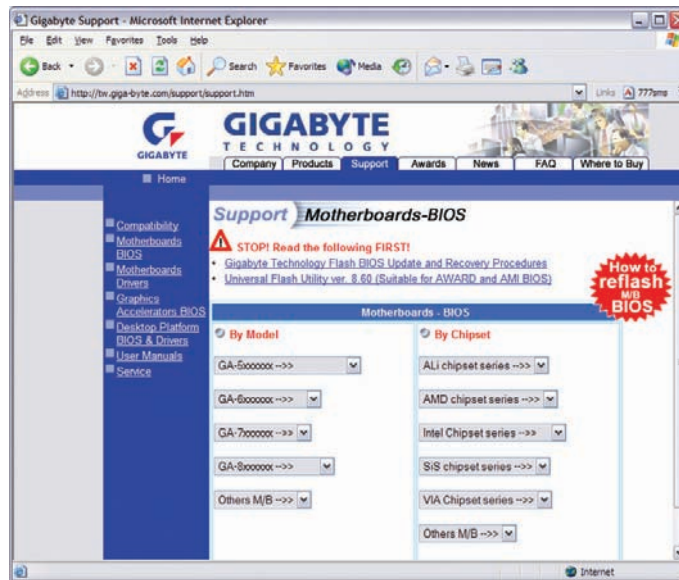 Gigabyte Support - Microsoft Internet Explorer
File Edit View Favorites Tools Help
Back Search Favorites Media
Address http://tw.giga-byte.com/support/support.htm Links 777sms
GIGABYTE
GIGABYTE
TECHNOLOGY
Company Products Support Awards News FAQ Where to Buy
Home
Compatibility
Motherboards
BIOS
Motherboards
Drivers
Graphics
Accelerators BIOS
Desktop Platform
BIOS & Drivers
User Manuals
Service
Support Motherboards-BIOS
STOP! Read the following FIRST!
• Gigabyte Technology Flash BIOS Update and Recovery Procedures
• Universal Flash Utility ver. 8.60 (Suitable for AWARD and AMI BIOS)
How to
reflash
M/B
BIOS
Motherboards - BIOS
By Model
GA-5xxxxxx -->>
GA-6xxxxxx -->>
GA-7xxxxxx -->>
GA-8xxxxxx -->>
Others M/B -->>
By Chipset
ALi chipset series -->>
AMD chipset series -->>
Intel Chipset series -->>
SiS chipset series -->>
VIA Chipset series -->>
Others M/B -->>
Internet